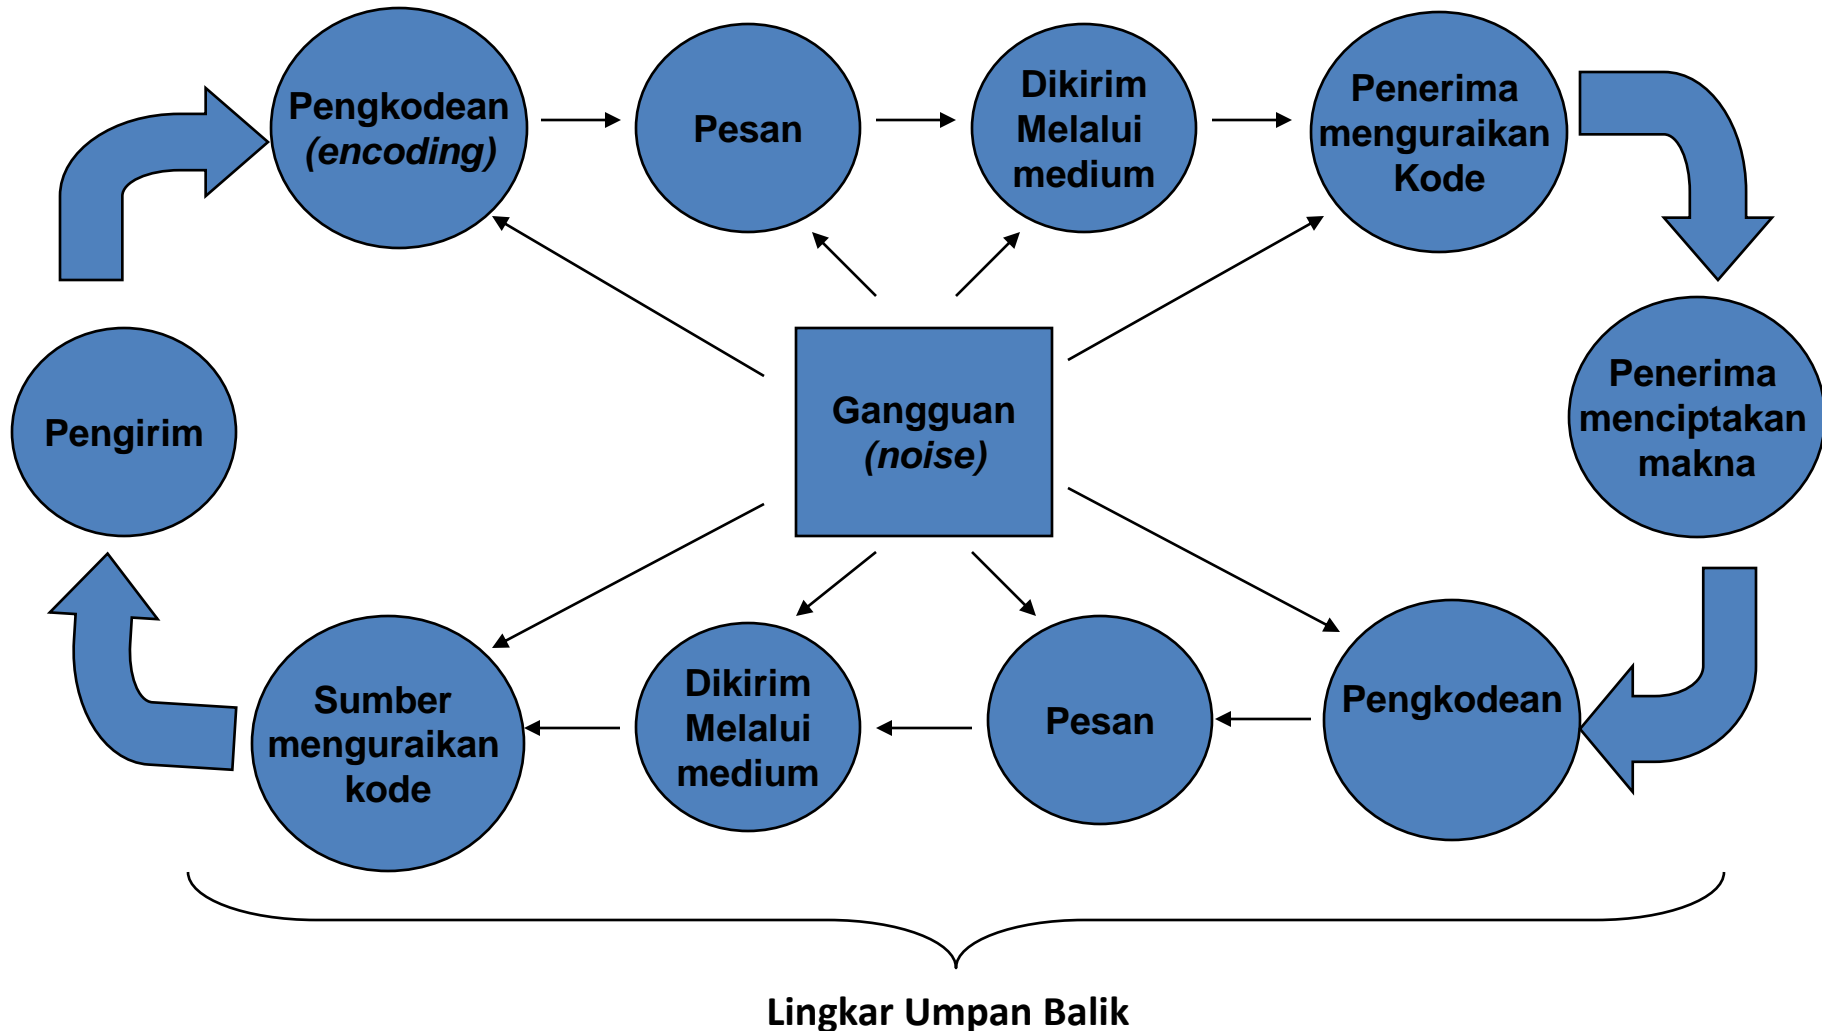 Pengkodean
(encoding)
Pesan
Dikirim
Melalui
medium
Penerima
menguraikan
Kode
Pengirim
Gangguan
(noise)
Penerima
menciptakan
makna
Sumber
menguraikan
kode
Dikirim
Melalui
medium
Pesan
Pengkodean
Lingkar Umpan Balik